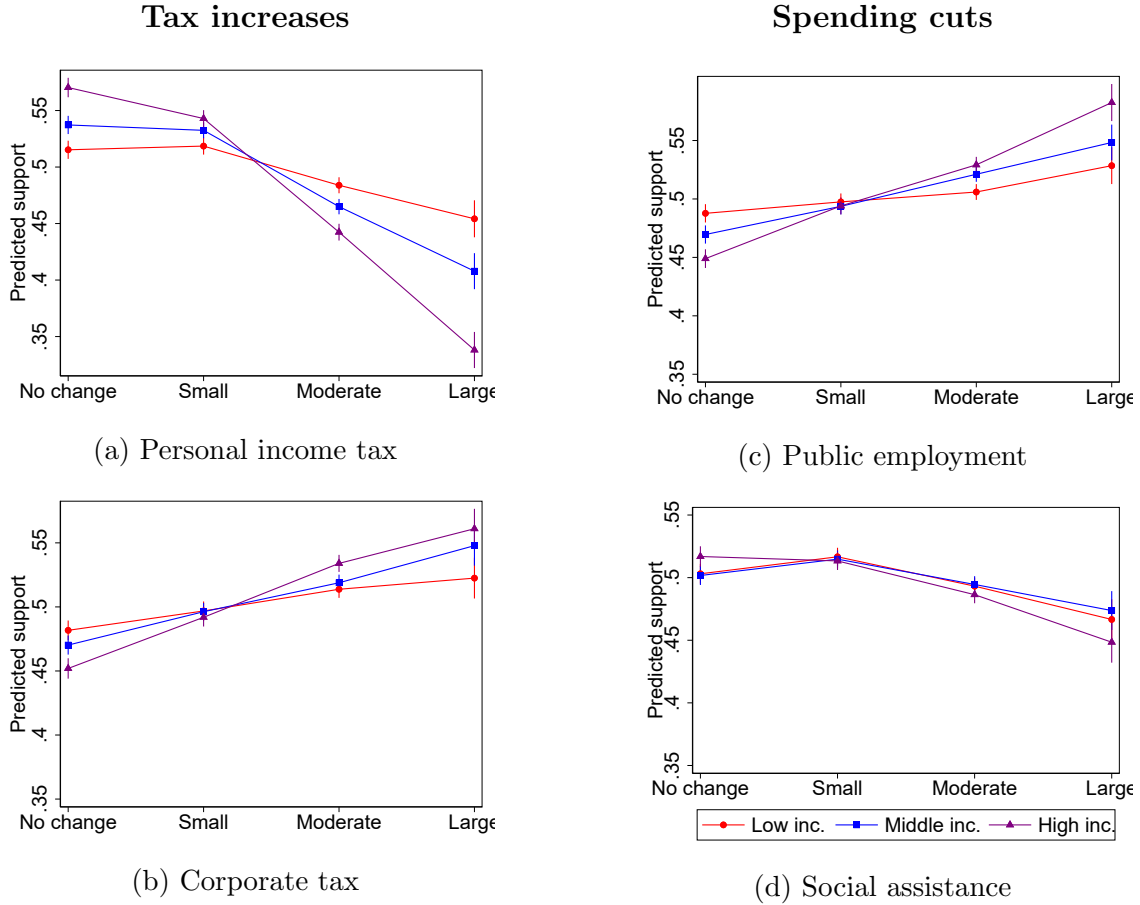 Tax increases
Spending cuts
Predicted support
.35 .4 .45 .5 .55
No change Small Moderate Large
(a) Personal income tax
Predicted support
.35 .4 .45 .5 .55
No change Small Moderate Large
(c) Public employment
Predicted support
.35 .4 .45 .5 .55
No change Small Moderate Large
(b) Corporate tax
Predicted support
.35 .4 .45 .5 .55
No change Small Moderate Large
Low inc. Middle inc. High inc.
(d) Social assistance